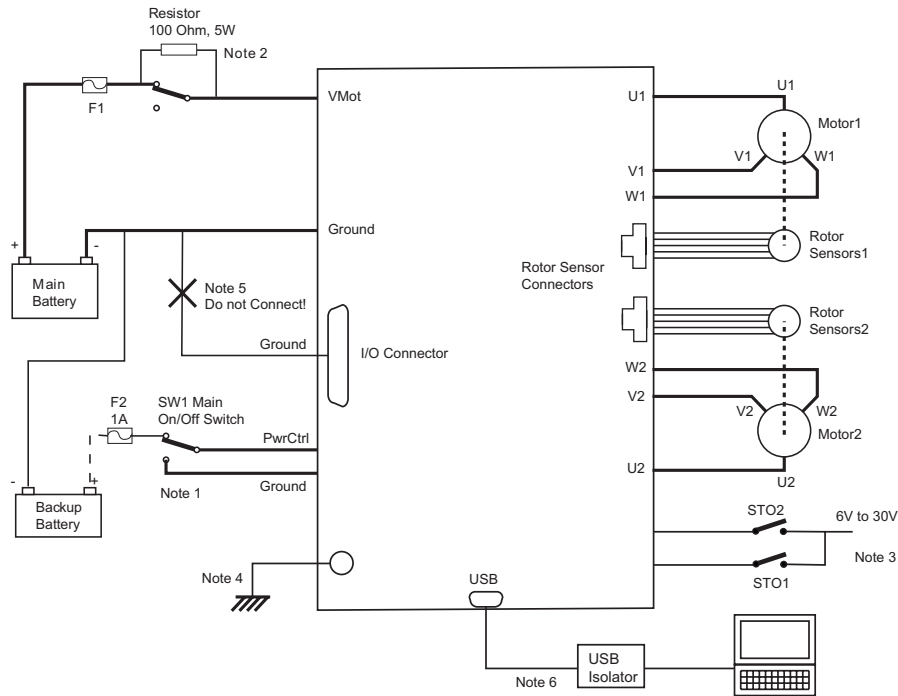 Resistor
100 Ohm, 5W
Note 2
F1
VMot
+
-
Main
Battery
Ground
Note 5
Do not Connect!
Ground
I/O Connector
F2
1A
SW1 Main
On/Off Switch
PwrCtrl
Ground
Note 1
-
+
Backup
Battery
Note 4
U1
U1
Motor1
V1
V1
W1
W1
Rotor Sensor
Connectors
Rotor
Sensors1
Rotor
Sensors2
W2
V2
V2
W2
Motor2
U2
U2
STO2
6V to 30V
Note 3
STO1
USB
Note 6
USB
Isolator